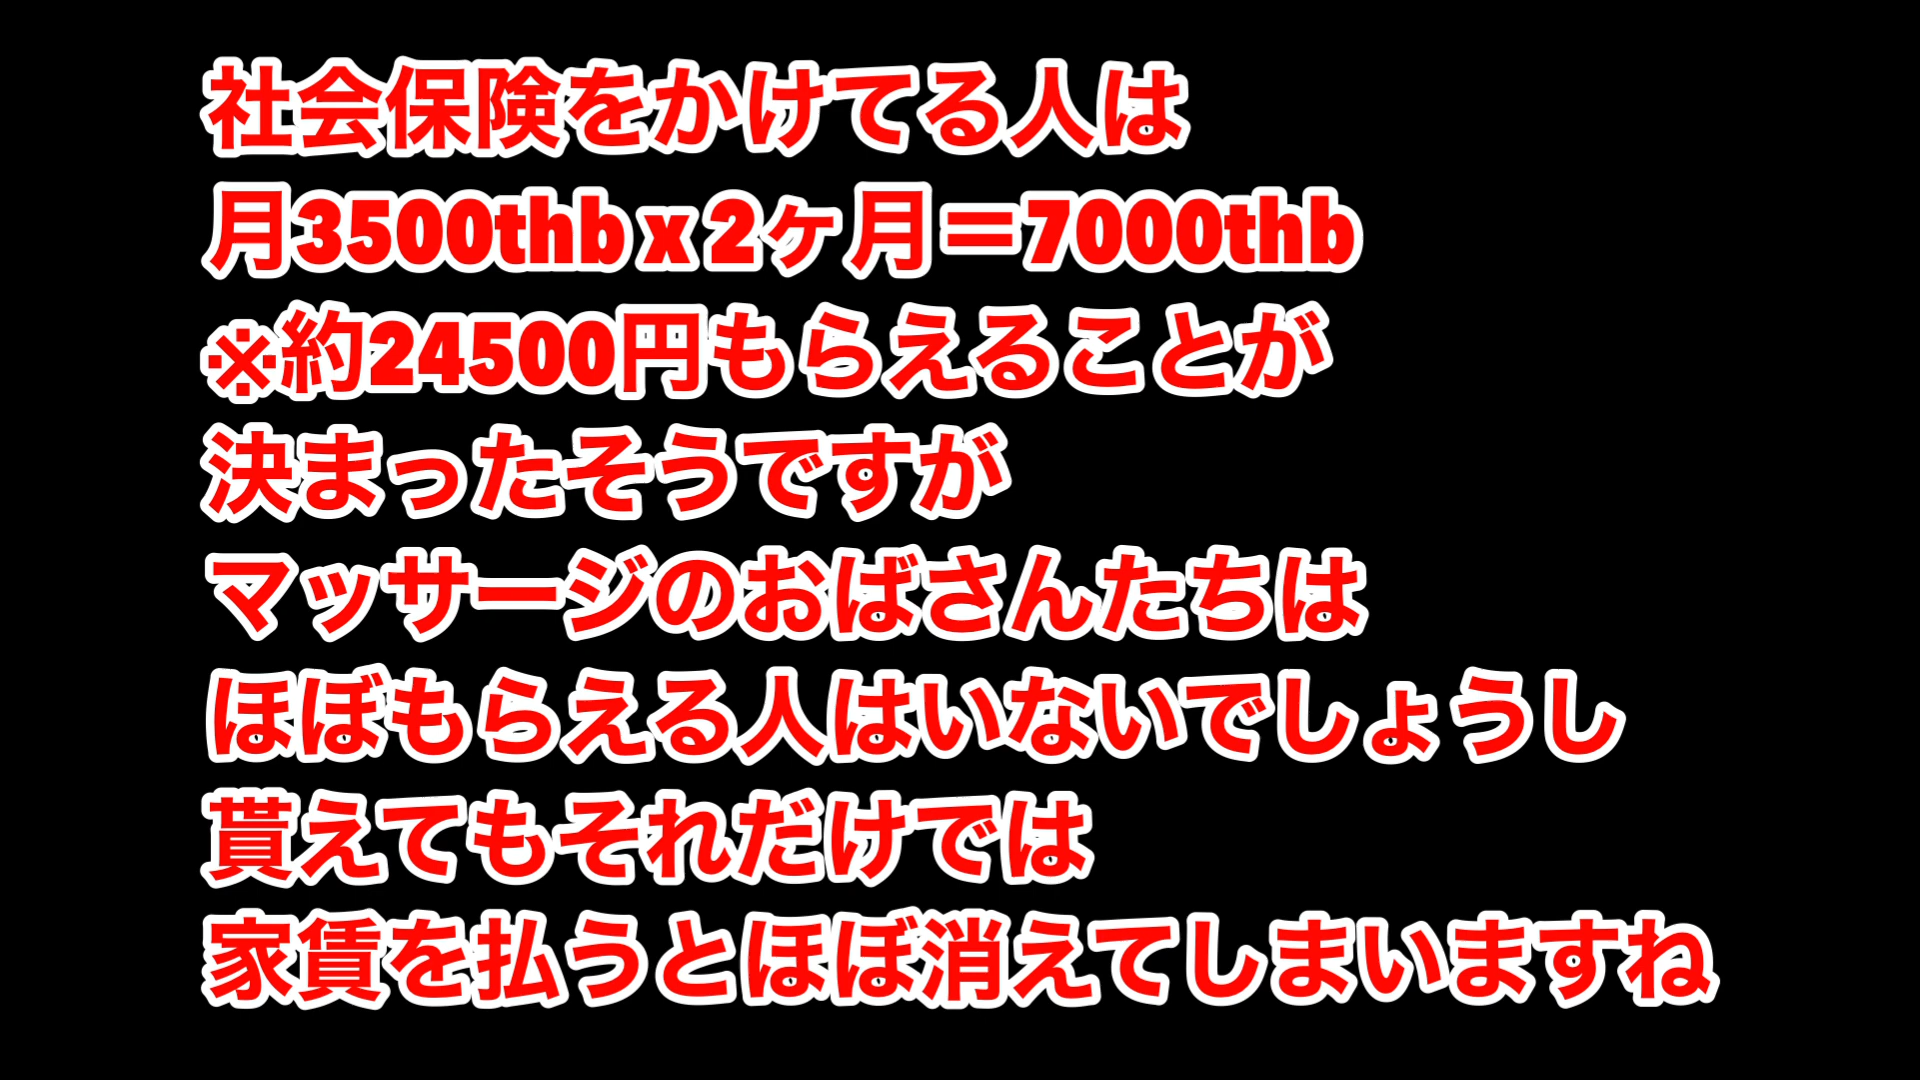 社会保険をかけてる人は
月3500thb x 2ヶ月＝7000thb
※約24500円もらえることが
決まったそうですが
マッサージのおばさんたちは
ほぼもらえる人はいないでしょうし
貰えてもそれだけでは
家賃を払うとほぼ消えてしまいますね